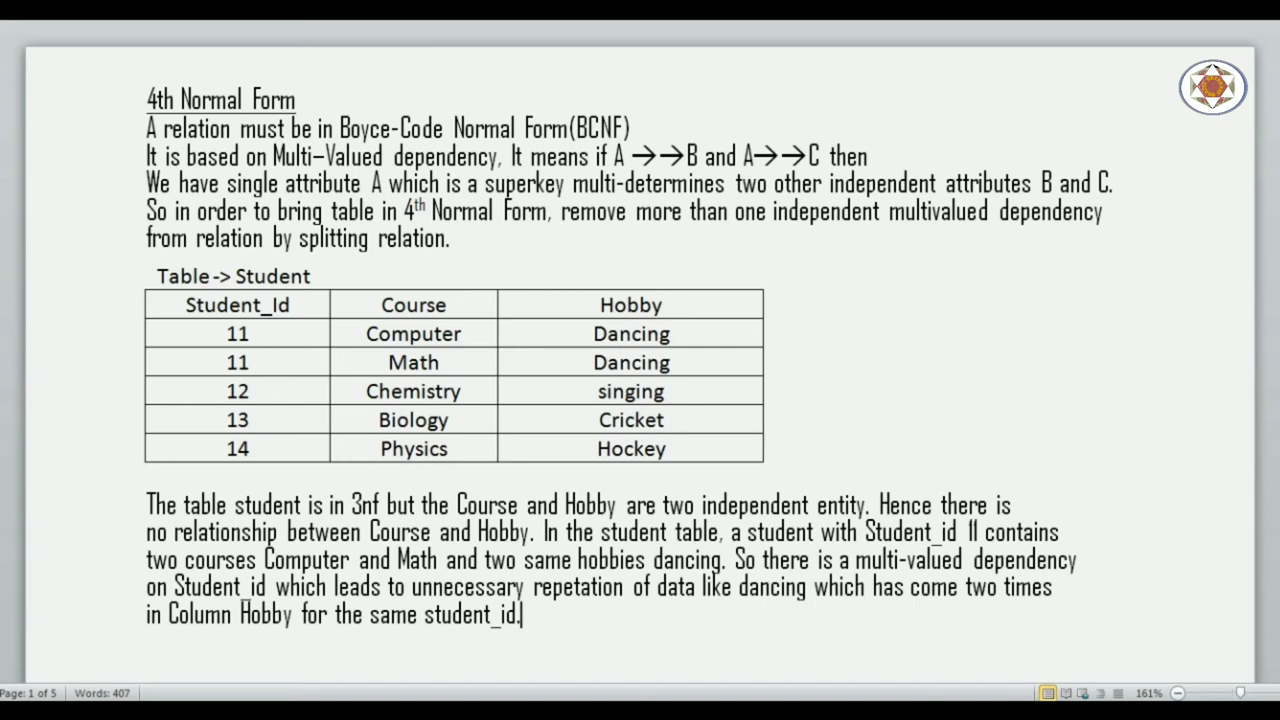 4th Normal Form
A relation must be in Boyce-Code Normal Form(BCNF)
It is based on Multi–Valued dependency, It means if A →→B and A→→C then
We have single attribute A which is a superkey multi-determines two other independent attributes B and C.
So in order to bring table in 4th Normal Form, remove more than one independent multivalued dependency
from relation by splitting relation.
Table -> Student
Student_Id Course Hobby
11 Computer Dancing
11 Math Dancing
12 Chemistry singing
13 Biology Cricket
14 Physics Hockey
The table student is in 3nf but the Course and Hobby are two independent entity. Hence there is
no relationship between Course and Hobby. In the student table, a student with Student_id 11 contains
two courses Computer and Math and two same hobbies dancing. So there is a multi-valued dependency
on Student_id which leads to unnecessary repetation of data like dancing which has come two times
in Column Hobby for the same student_id.
Page: 1 of 5 Words: 407 161%